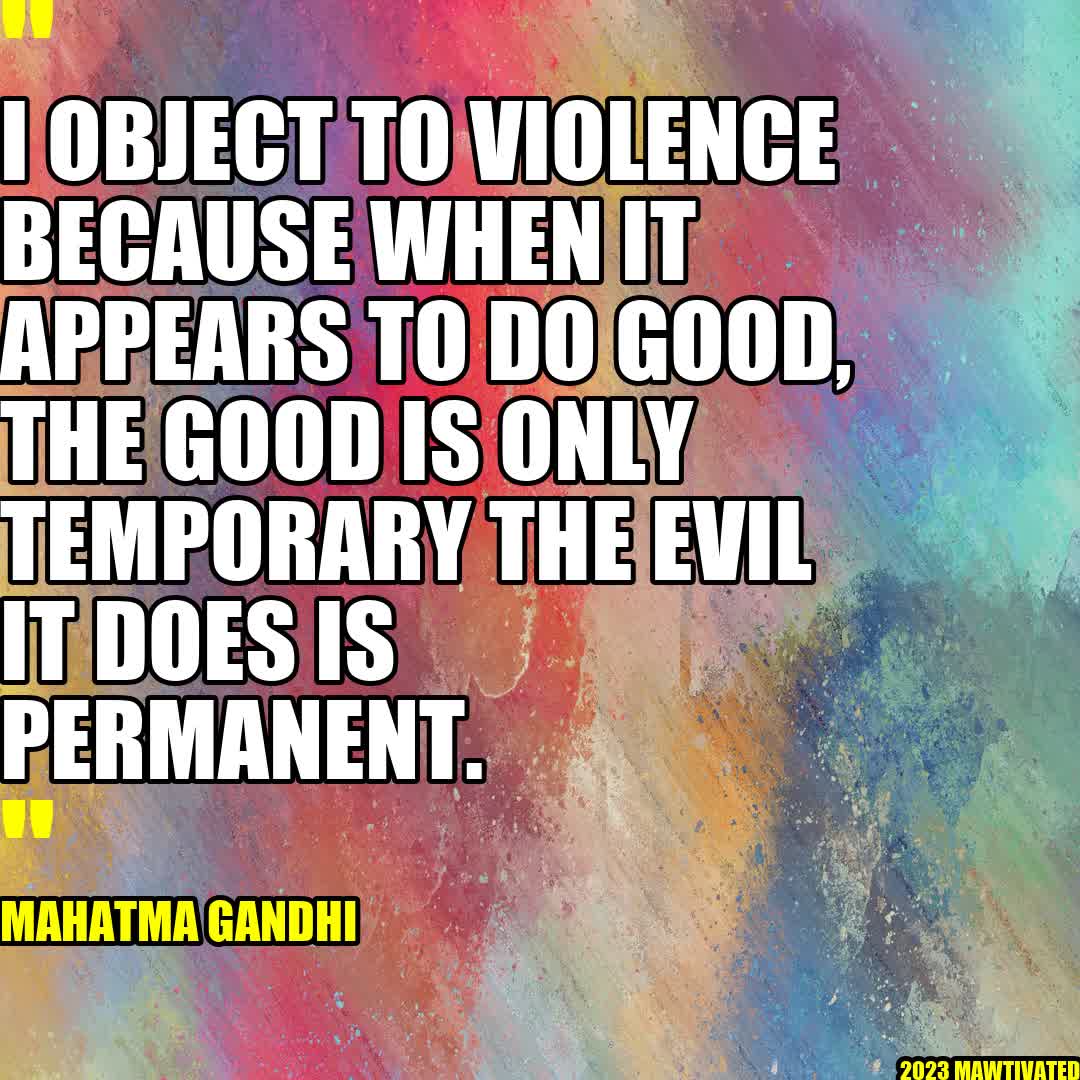 "
I OBJECT TO VIOLENCE
BECAUSE WHEN IT
APPEARS TO DO GOOD,
THE GOOD IS ONLY
TEMPORARY THE EVIL
IT DOES IS
PERMANENT.
"
MAHATMA GANDHI
2023 MAWTIVATED